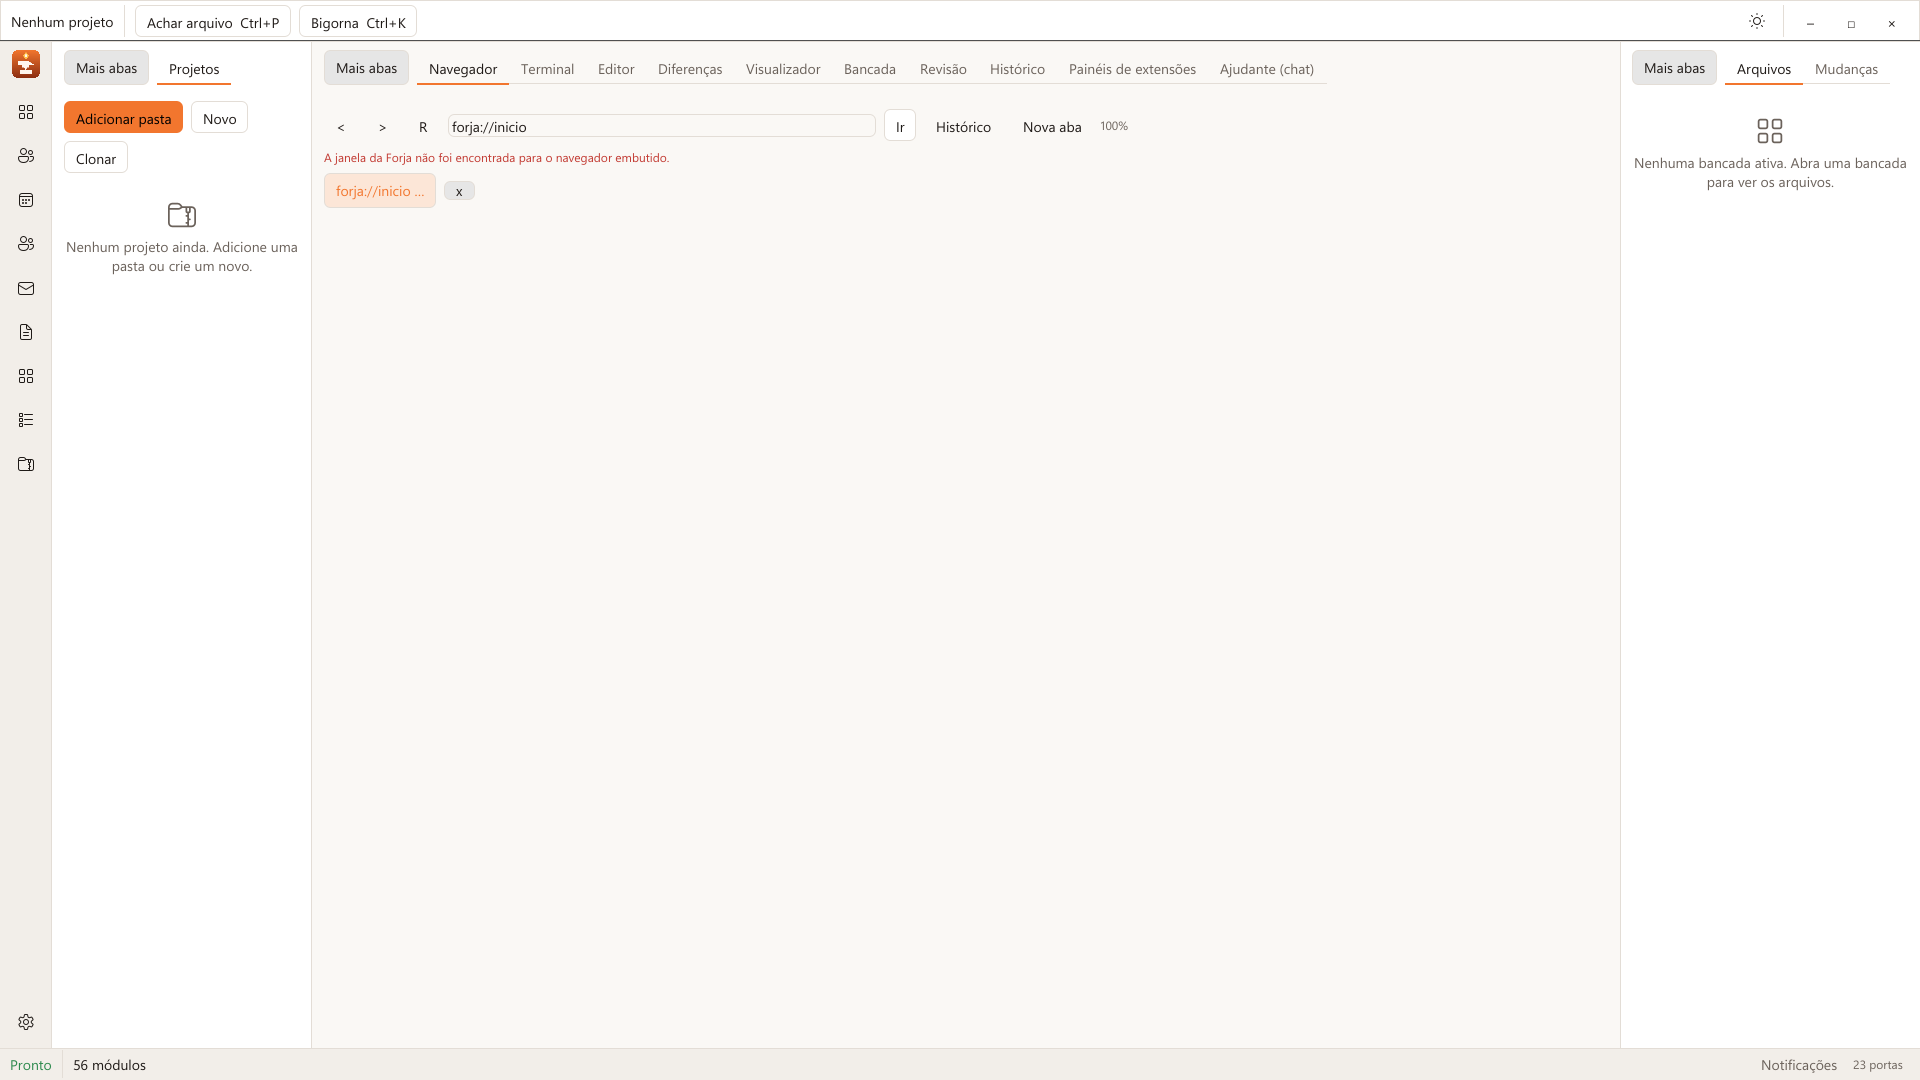 Nenhum projeto
Achar arquivo Ctrl+P
Bigorna Ctrl+K
Mais abas
Projetos
Adicionar pasta
Novo
Clonar
Nenhum projeto ainda. Adicione uma
pasta ou crie um novo.
Mais abas
Navegador
Terminal
Editor
Diferenças
Visualizador
Bancada
Revisão
Histórico
Painéis de extensões
Ajudante (chat)
< > R
forja://inicio
Ir
Histórico
Nova aba
100%
A janela da Forja não foi encontrada para o navegador embutido.
forja://inicio ...
x
Mais abas
Arquivos
Mudanças
Nenhuma bancada ativa. Abra uma bancada
para ver os arquivos.
Pronto
56 módulos
Notificações
23 portas